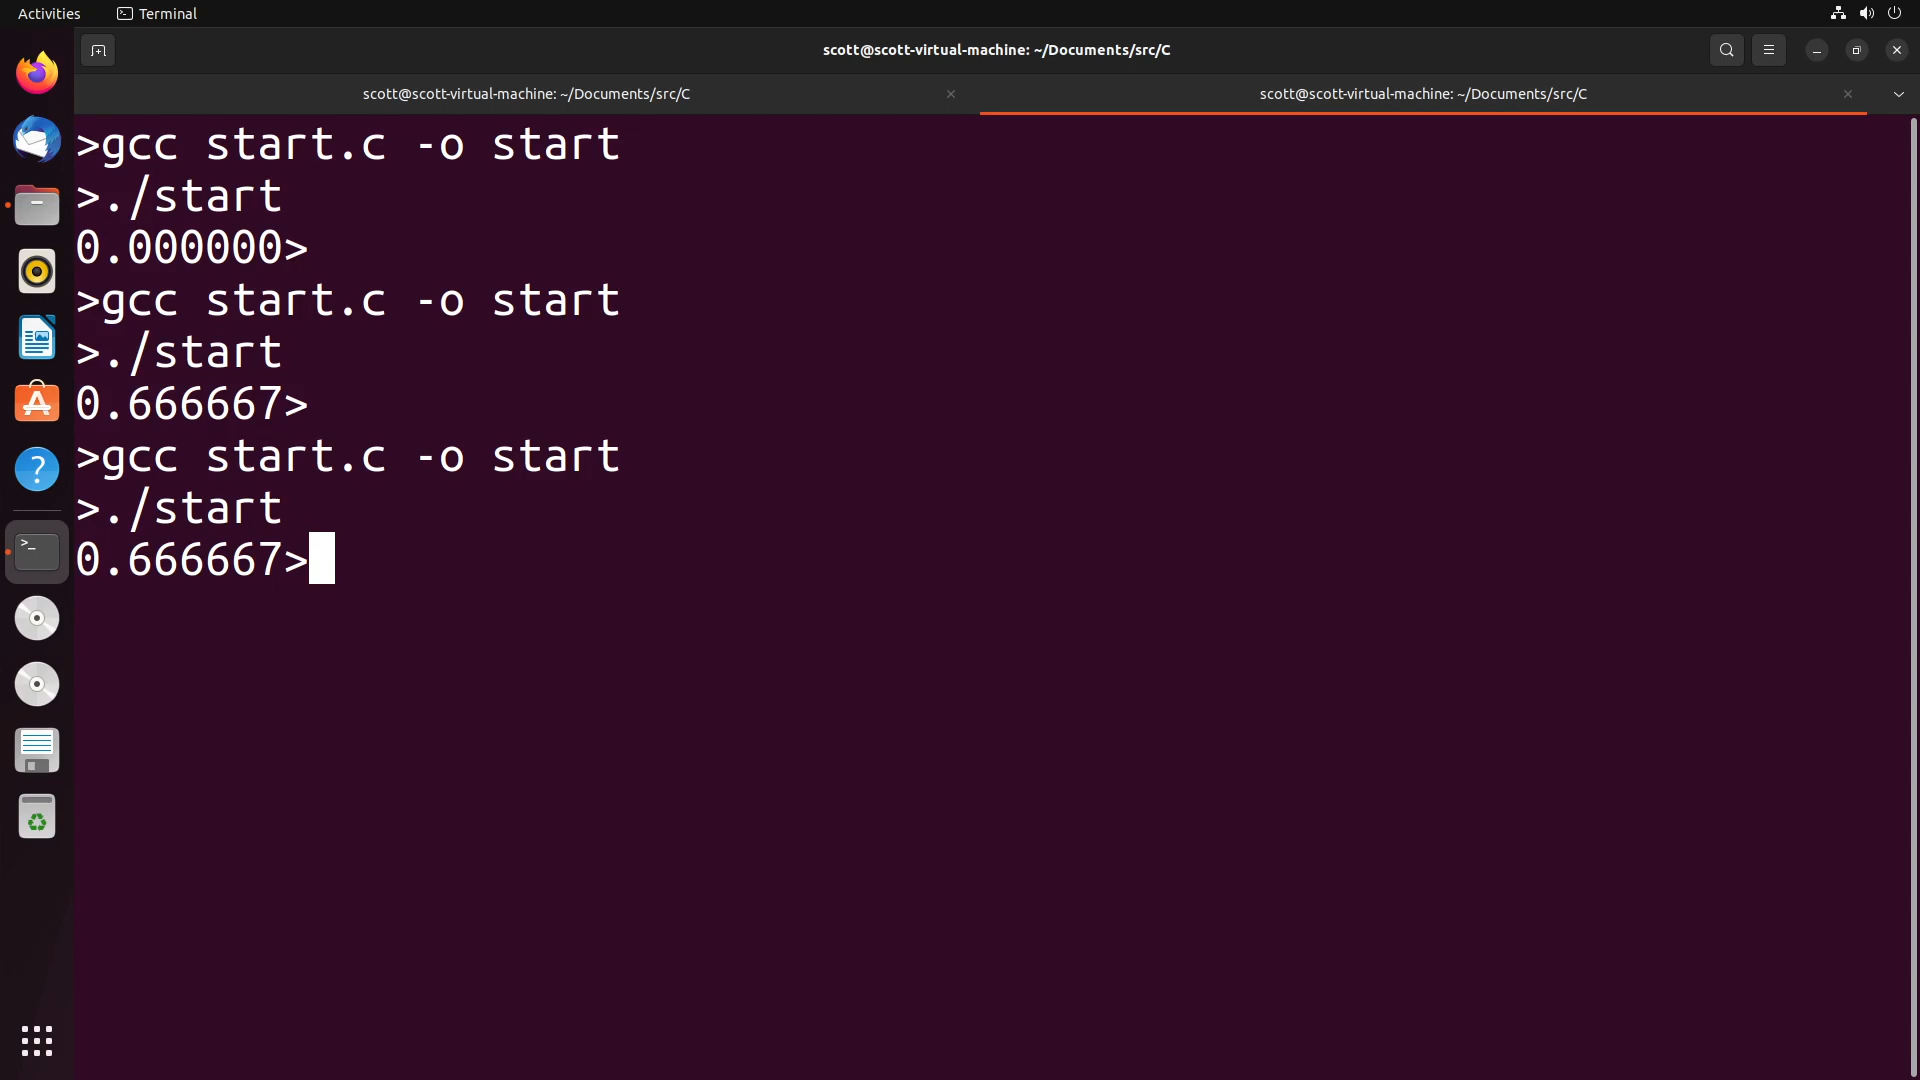 Activities
Terminal
scott@scott-virtual-machine: ~/Documents/src/C
scott@scott-virtual-machine: ~/Documents/src/C
scott@scott-virtual-machine: ~/Documents/src/C
>gcc start.c -o start
>./start
0.000000>
>gcc start.c -o start
>./start
0.666667>
>gcc start.c -o start
>./start
0.666667>